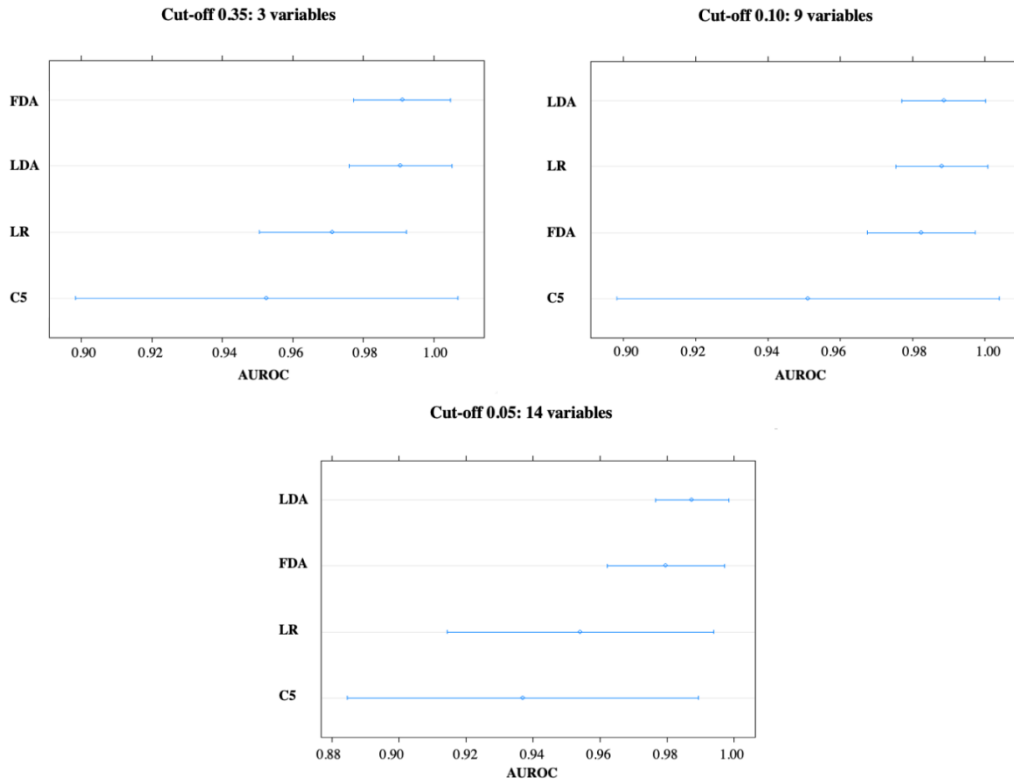 Cut-off 0.35: 3 variables
FDA
LDA
LR
C5
0.90 0.92 0.94 0.96 0.98 1.00
AUROC
Cut-off 0.10: 9 variables
LDA
LR
FDA
C5
0.90 0.92 0.94 0.96 0.98 1.00
AUROC
Cut-off 0.05: 14 variables
LDA
FDA
LR
C5
0.88 0.90 0.92 0.94 0.96 0.98 1.00
AUROC